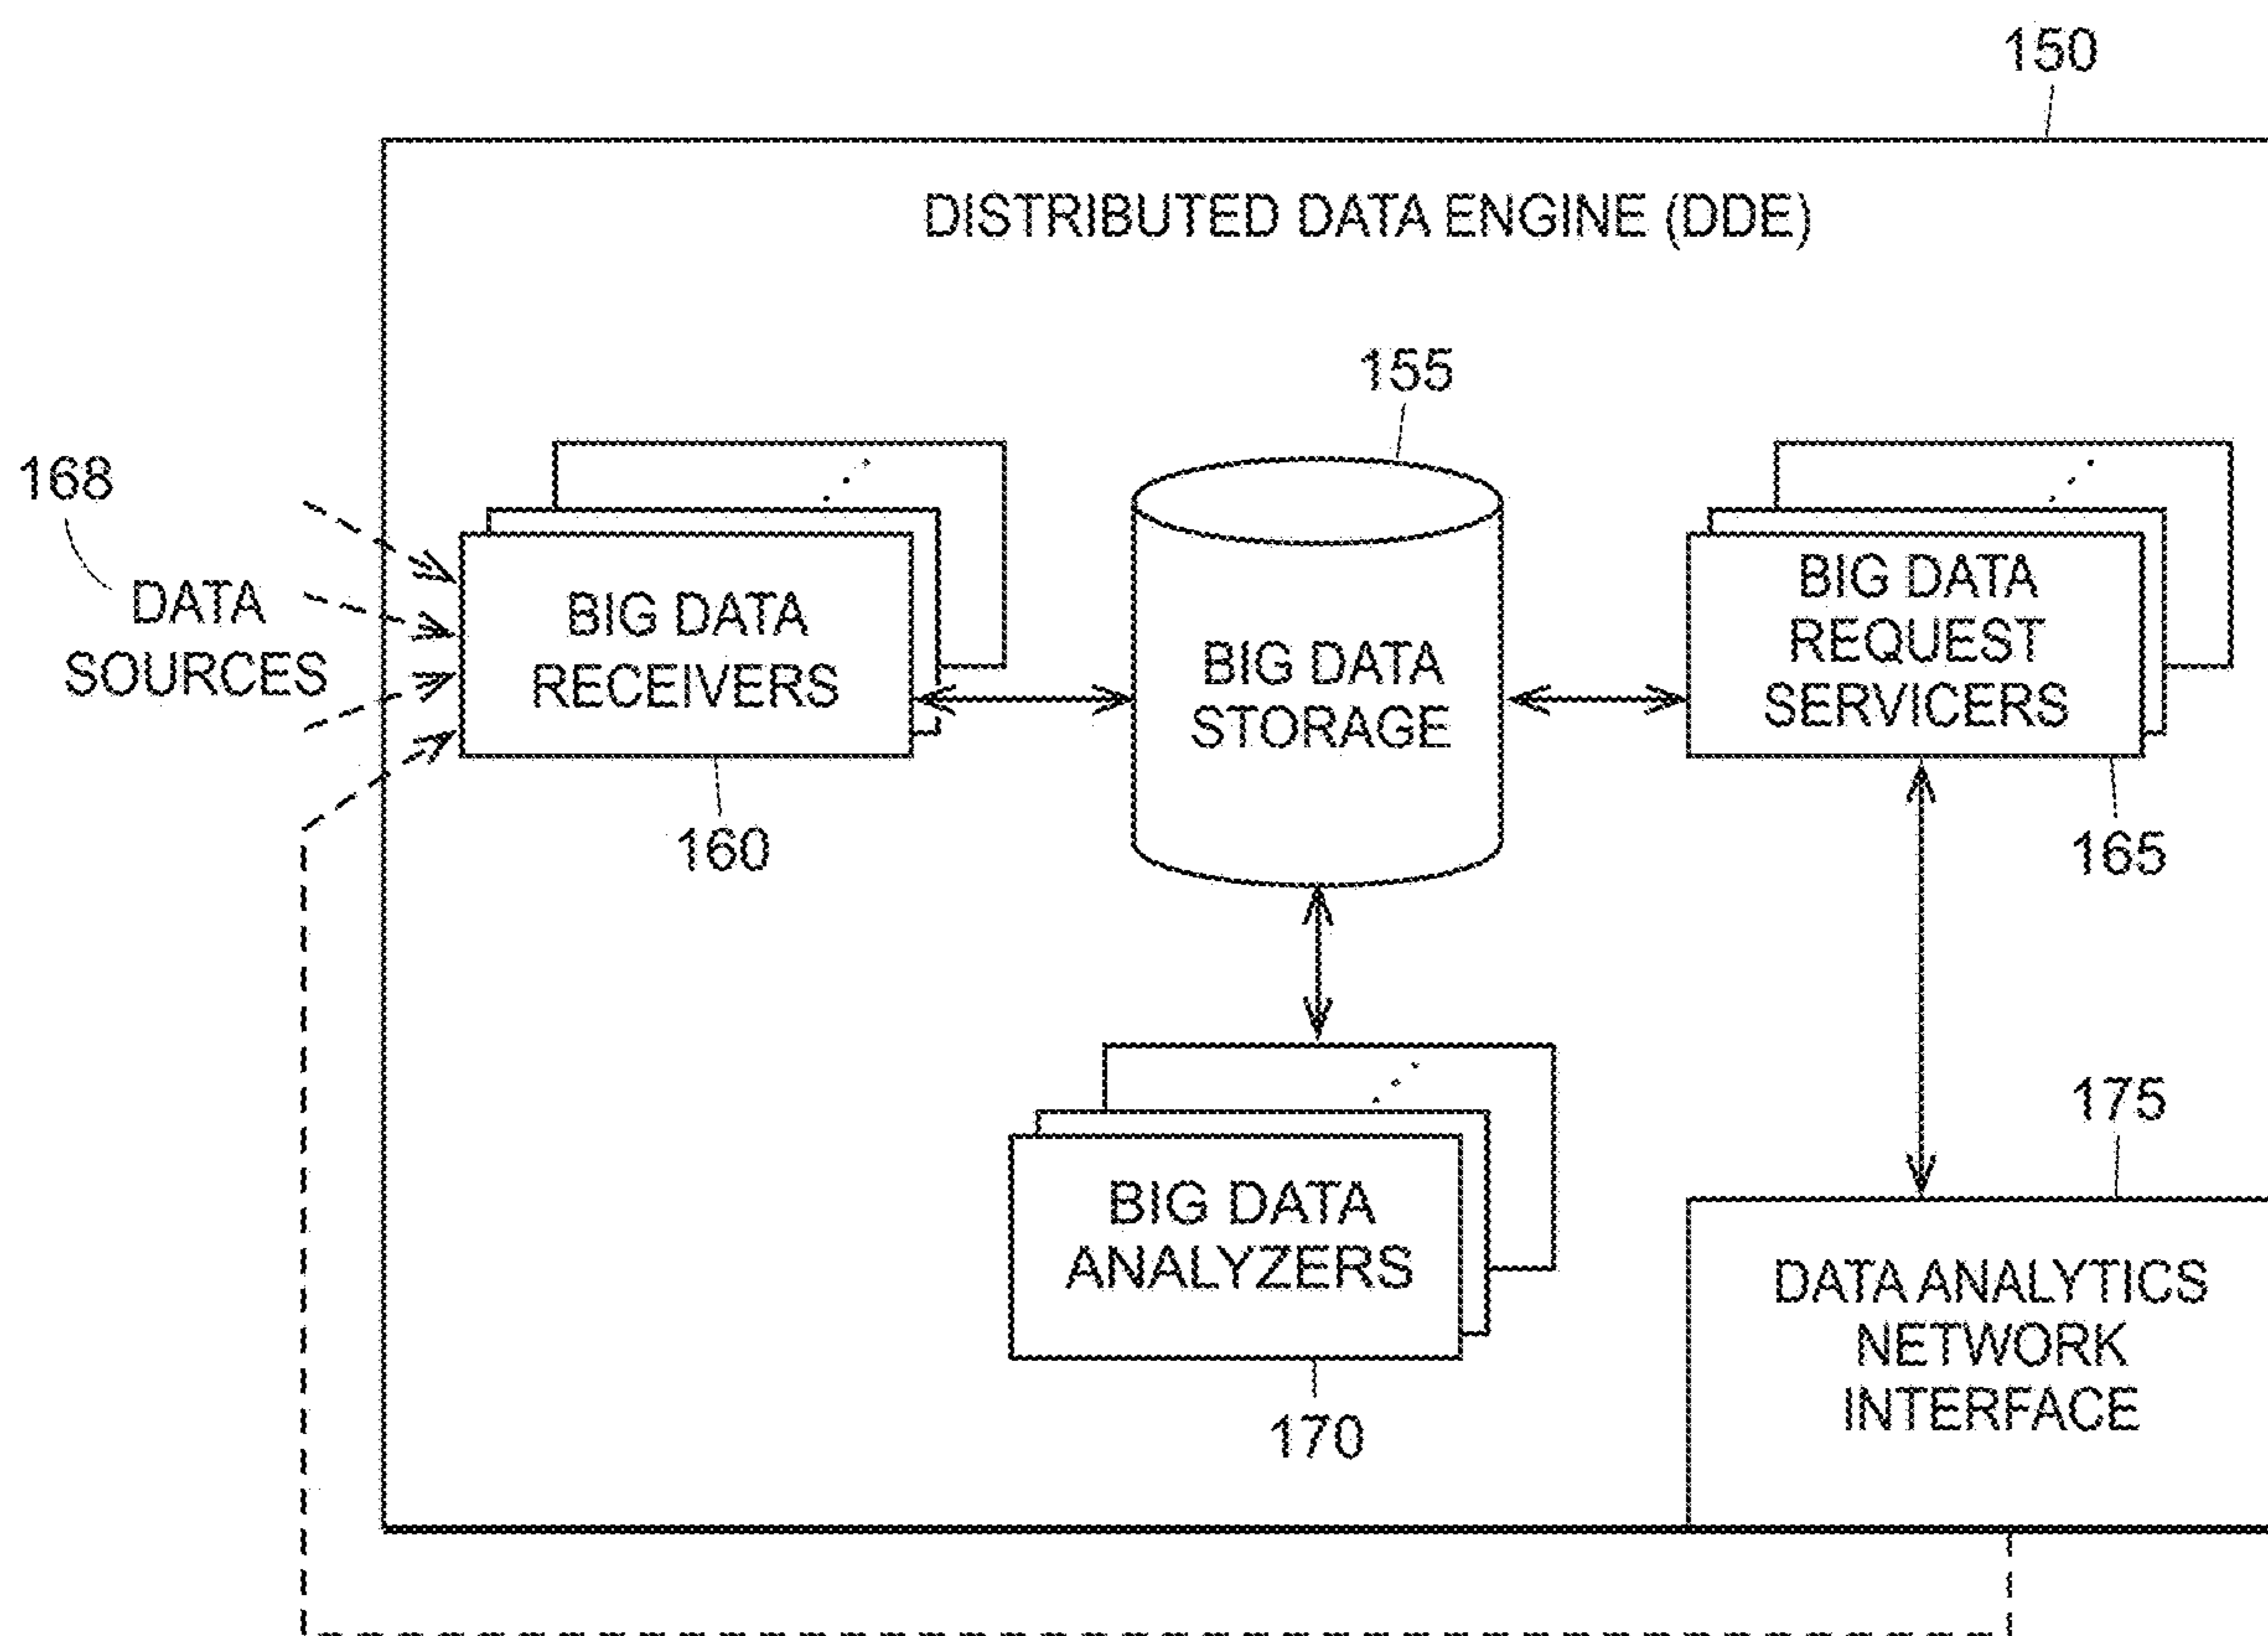 150
DISTRIBUTED DATA ENGINE (DDE)
155
168
DATA
SOURCES
BIG DATA
RECEIVERS
160
BIG DATA
STORAGE
BIG DATA
REQUEST
SERVICERS
165
BIG DATA
ANALYZERS
170
175
DATA ANALYTICS
NETWORK
INTERFACE